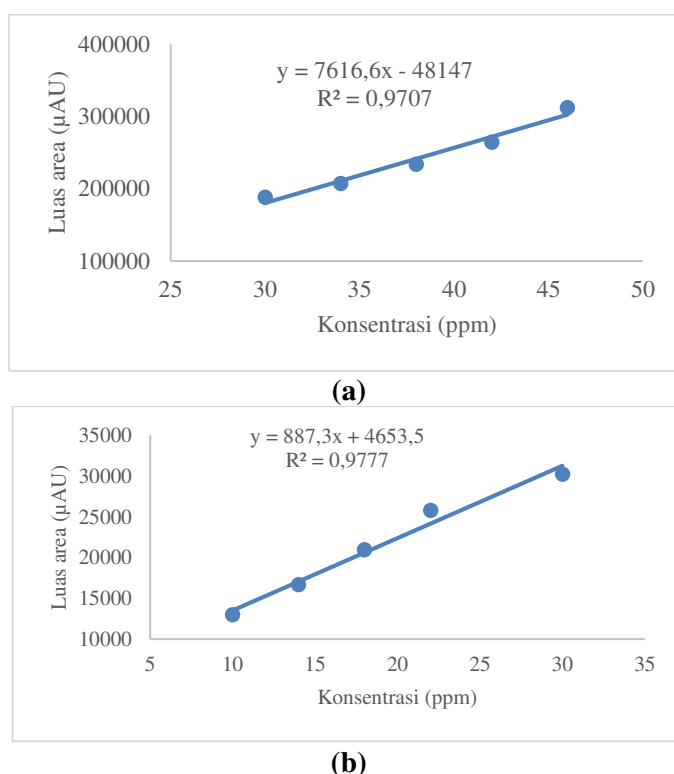 400000
y = 7616,6x - 48147
R² = 0,9707
300000
200000
100000
Luas area (µAU)
25 30 35 40 45 50
Konsentrasi (ppm)
(a)
35000
y = 887,3x + 4653,5
R² = 0,9777
30000
25000
20000
15000
10000
Luas area (µAU)
5 10 15 20 25 30 35
Konsentrasi (ppm)
(b)